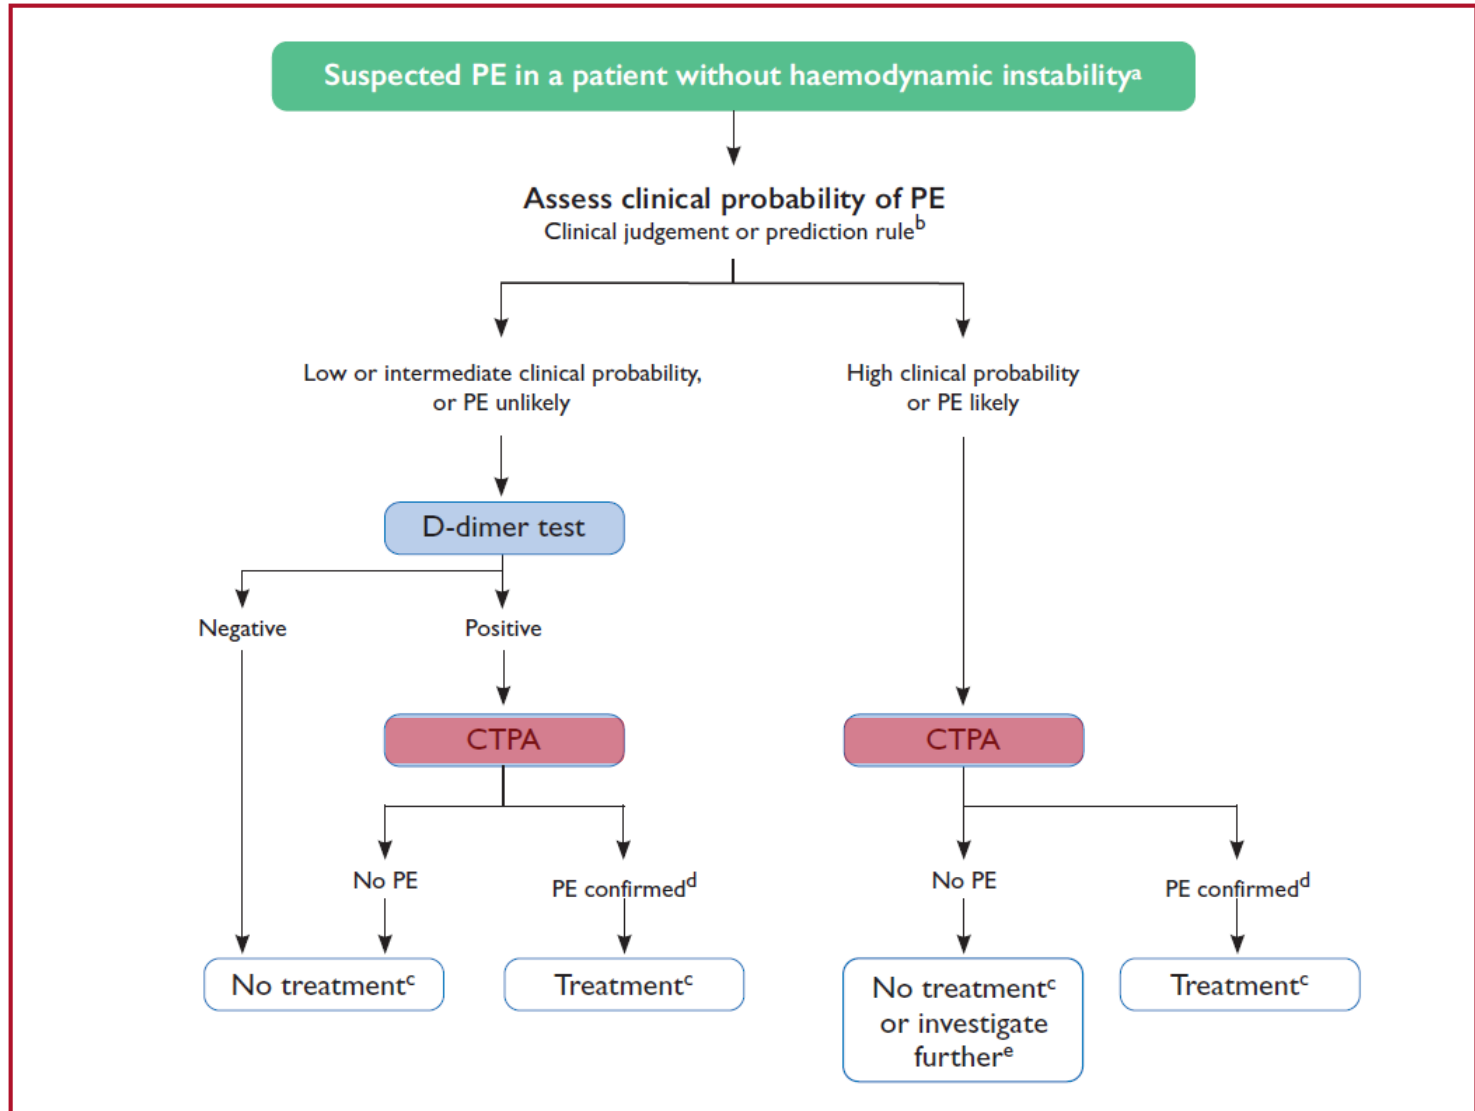 Suspected PE in a patient without haemodynamic instabilityᵃ
Assess clinical probability of PE
Clinical judgement or prediction ruleᵇ
Low or intermediate clinical probability,
or PE unlikely
High clinical probability
or PE likely
D-dimer test
Negative
Positive
CTPA
CTPA
No PE
PE confirmedᵈ
No PE
PE confirmedᵈ
No treatmentᶜ
Treatmentᶜ
No treatmentᶜ
or investigate
furtherᵉ
Treatmentᶜ